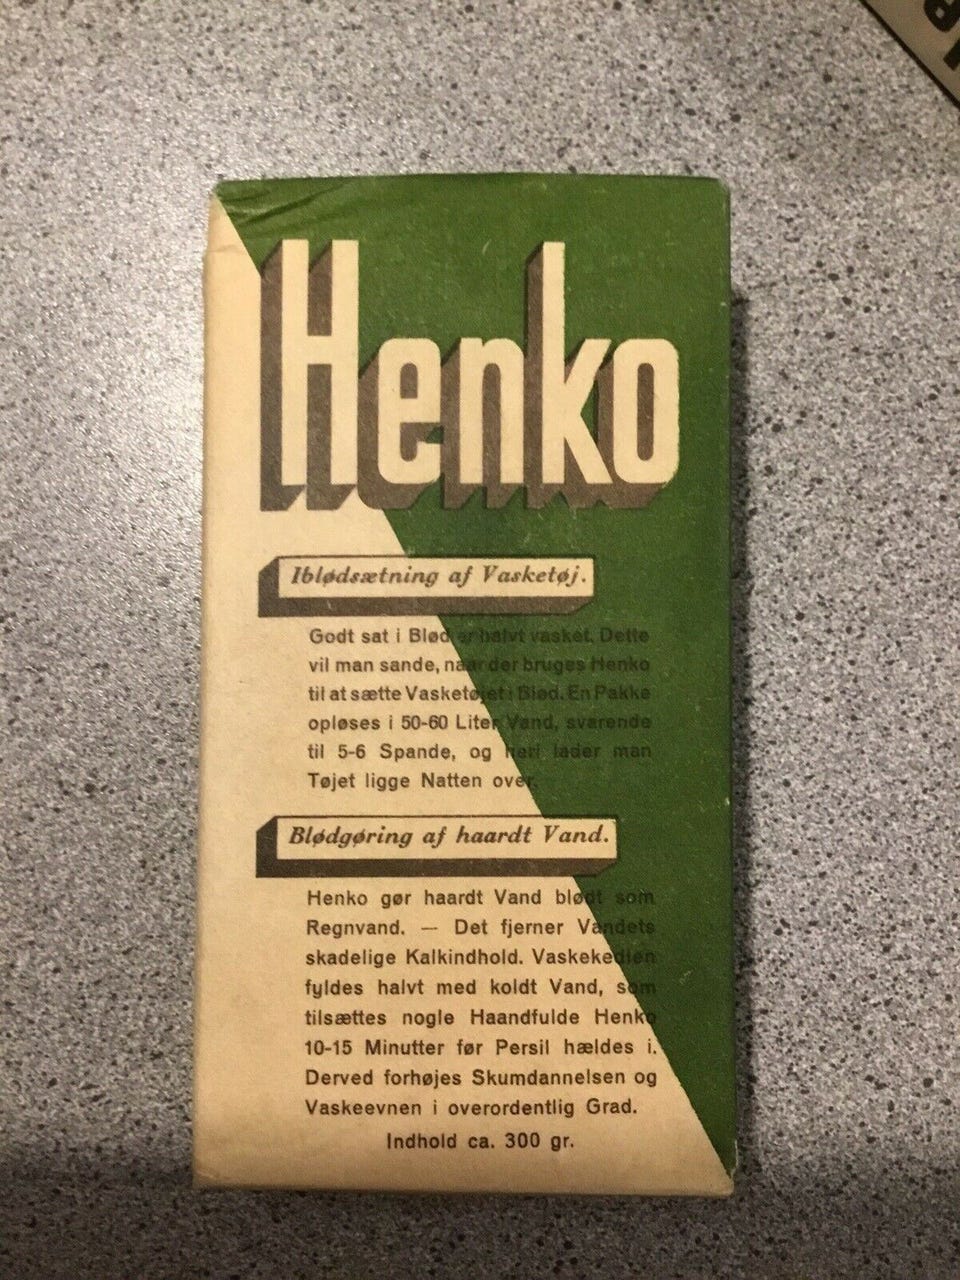 Henko
Iblødsætning af Vasketøj.
Godt sat i Blød er halvt vasket. Dette
vil man sande, naar der bruges Henko
til at sætte Vasketøjet i Blød. En Pakke
opløses i 50-60 Liter Vand, svarende
til 5-6 Spande, og heri lader man
Tøjet ligge Natten over.
Blødgøring af haardt Vand.
Henko gør haardt Vand blødt som
Regnvand. — Det fjerner Vandets
skadelige Kalkindhold. Vaskekedlen
fyldes halvt med koldt Vand, som
tilsættes nogle Haandfulde Henko
10-15 Minutter før Persil hældes i.
Derved forhøjes Skumdannelsen og
Vaskeevnen i overordentlig Grad.
Indhold ca. 300 gr.